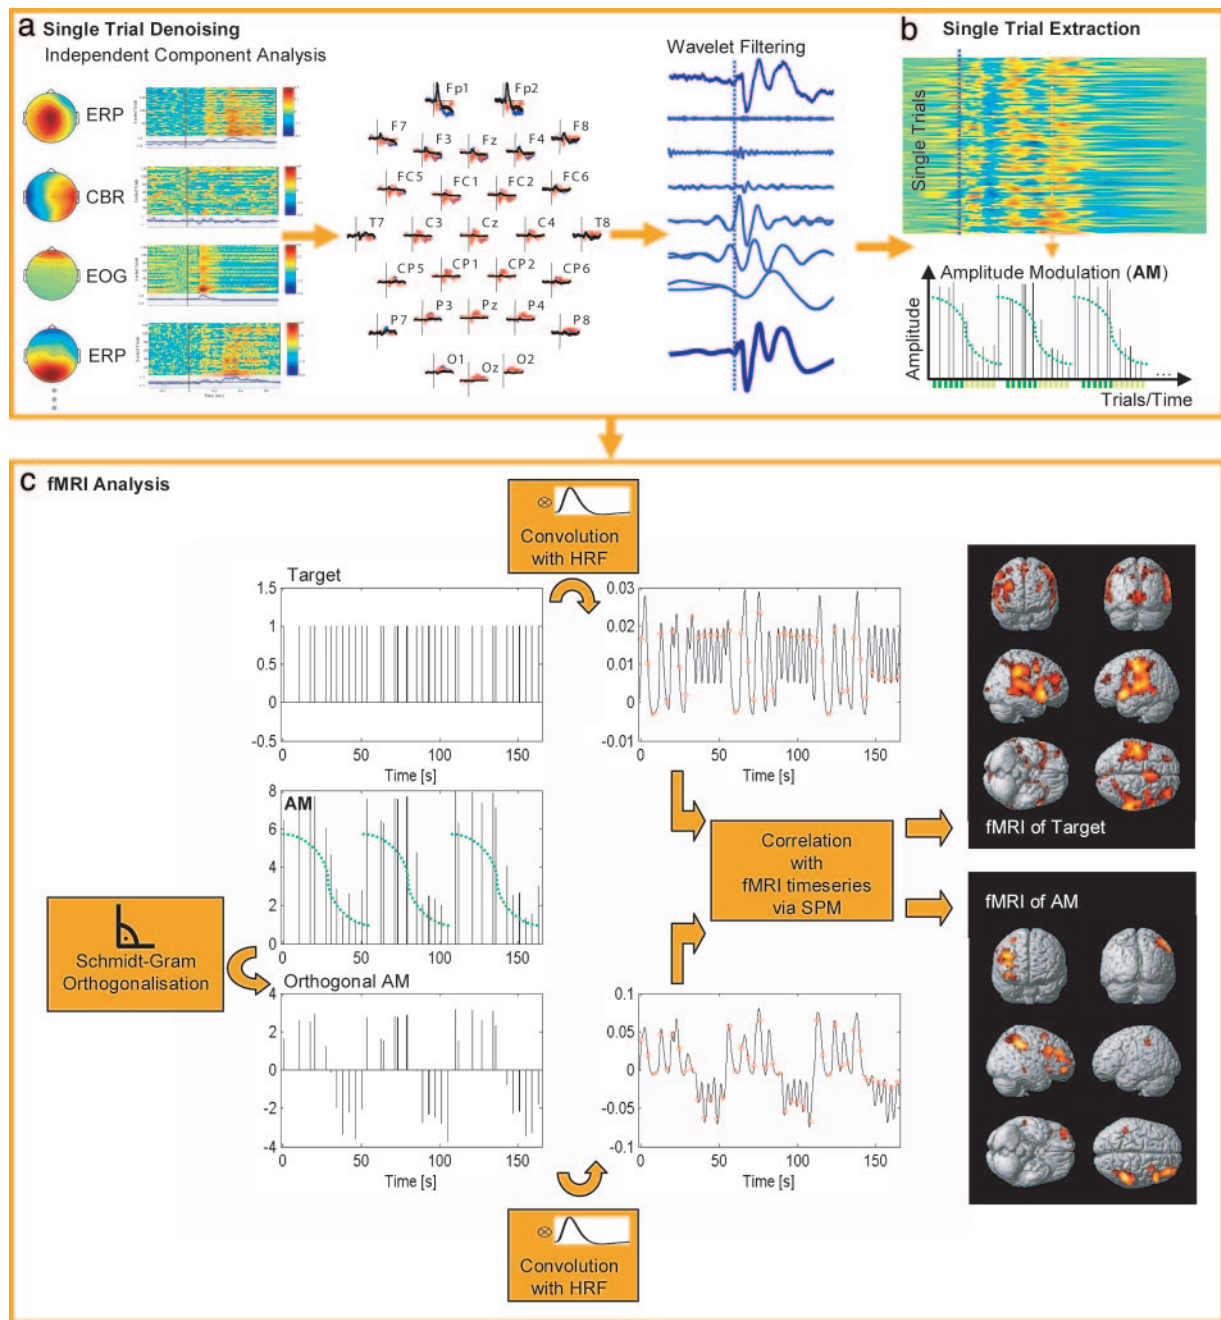 a Single Trial Denoising
Independent Component Analysis
ERP
CBR
EOG
ERP
Fp1 Fp2
F7 F3 Fz F4 F8
FC5 FC1 FC2 FC6
T7 C3 Cz C4 T8
CP5 CP1 CP2 CP6
P7 P3 Pz P4 P8
O1 Oz O2
Wavelet Filtering
b Single Trial Extraction
Single Trials
Amplitude Modulation (AM)
Amplitude
...
Trials/Time
c fMRI Analysis
⊗
Convolution
with HRF
Target
1.5
1
0.5
0
-0.5
0 50 100 150
Time [s]
0.03
0.02
0.01
0
-0.01
0 50 100 150
Time [s]
AM
8
6
4
2
0
Schmidt-Gram
Orthogonalisation
Orthogonal AM
4
2
0
-2
-4
0 50 100 150
Time [s]
0.1
0.05
0
-0.05
-0.1
0 50 100 150
Time [s]
⊗
Convolution
with HRF
Correlation
with
fMRI timeseries
via SPM
fMRI of Target
fMRI of AM